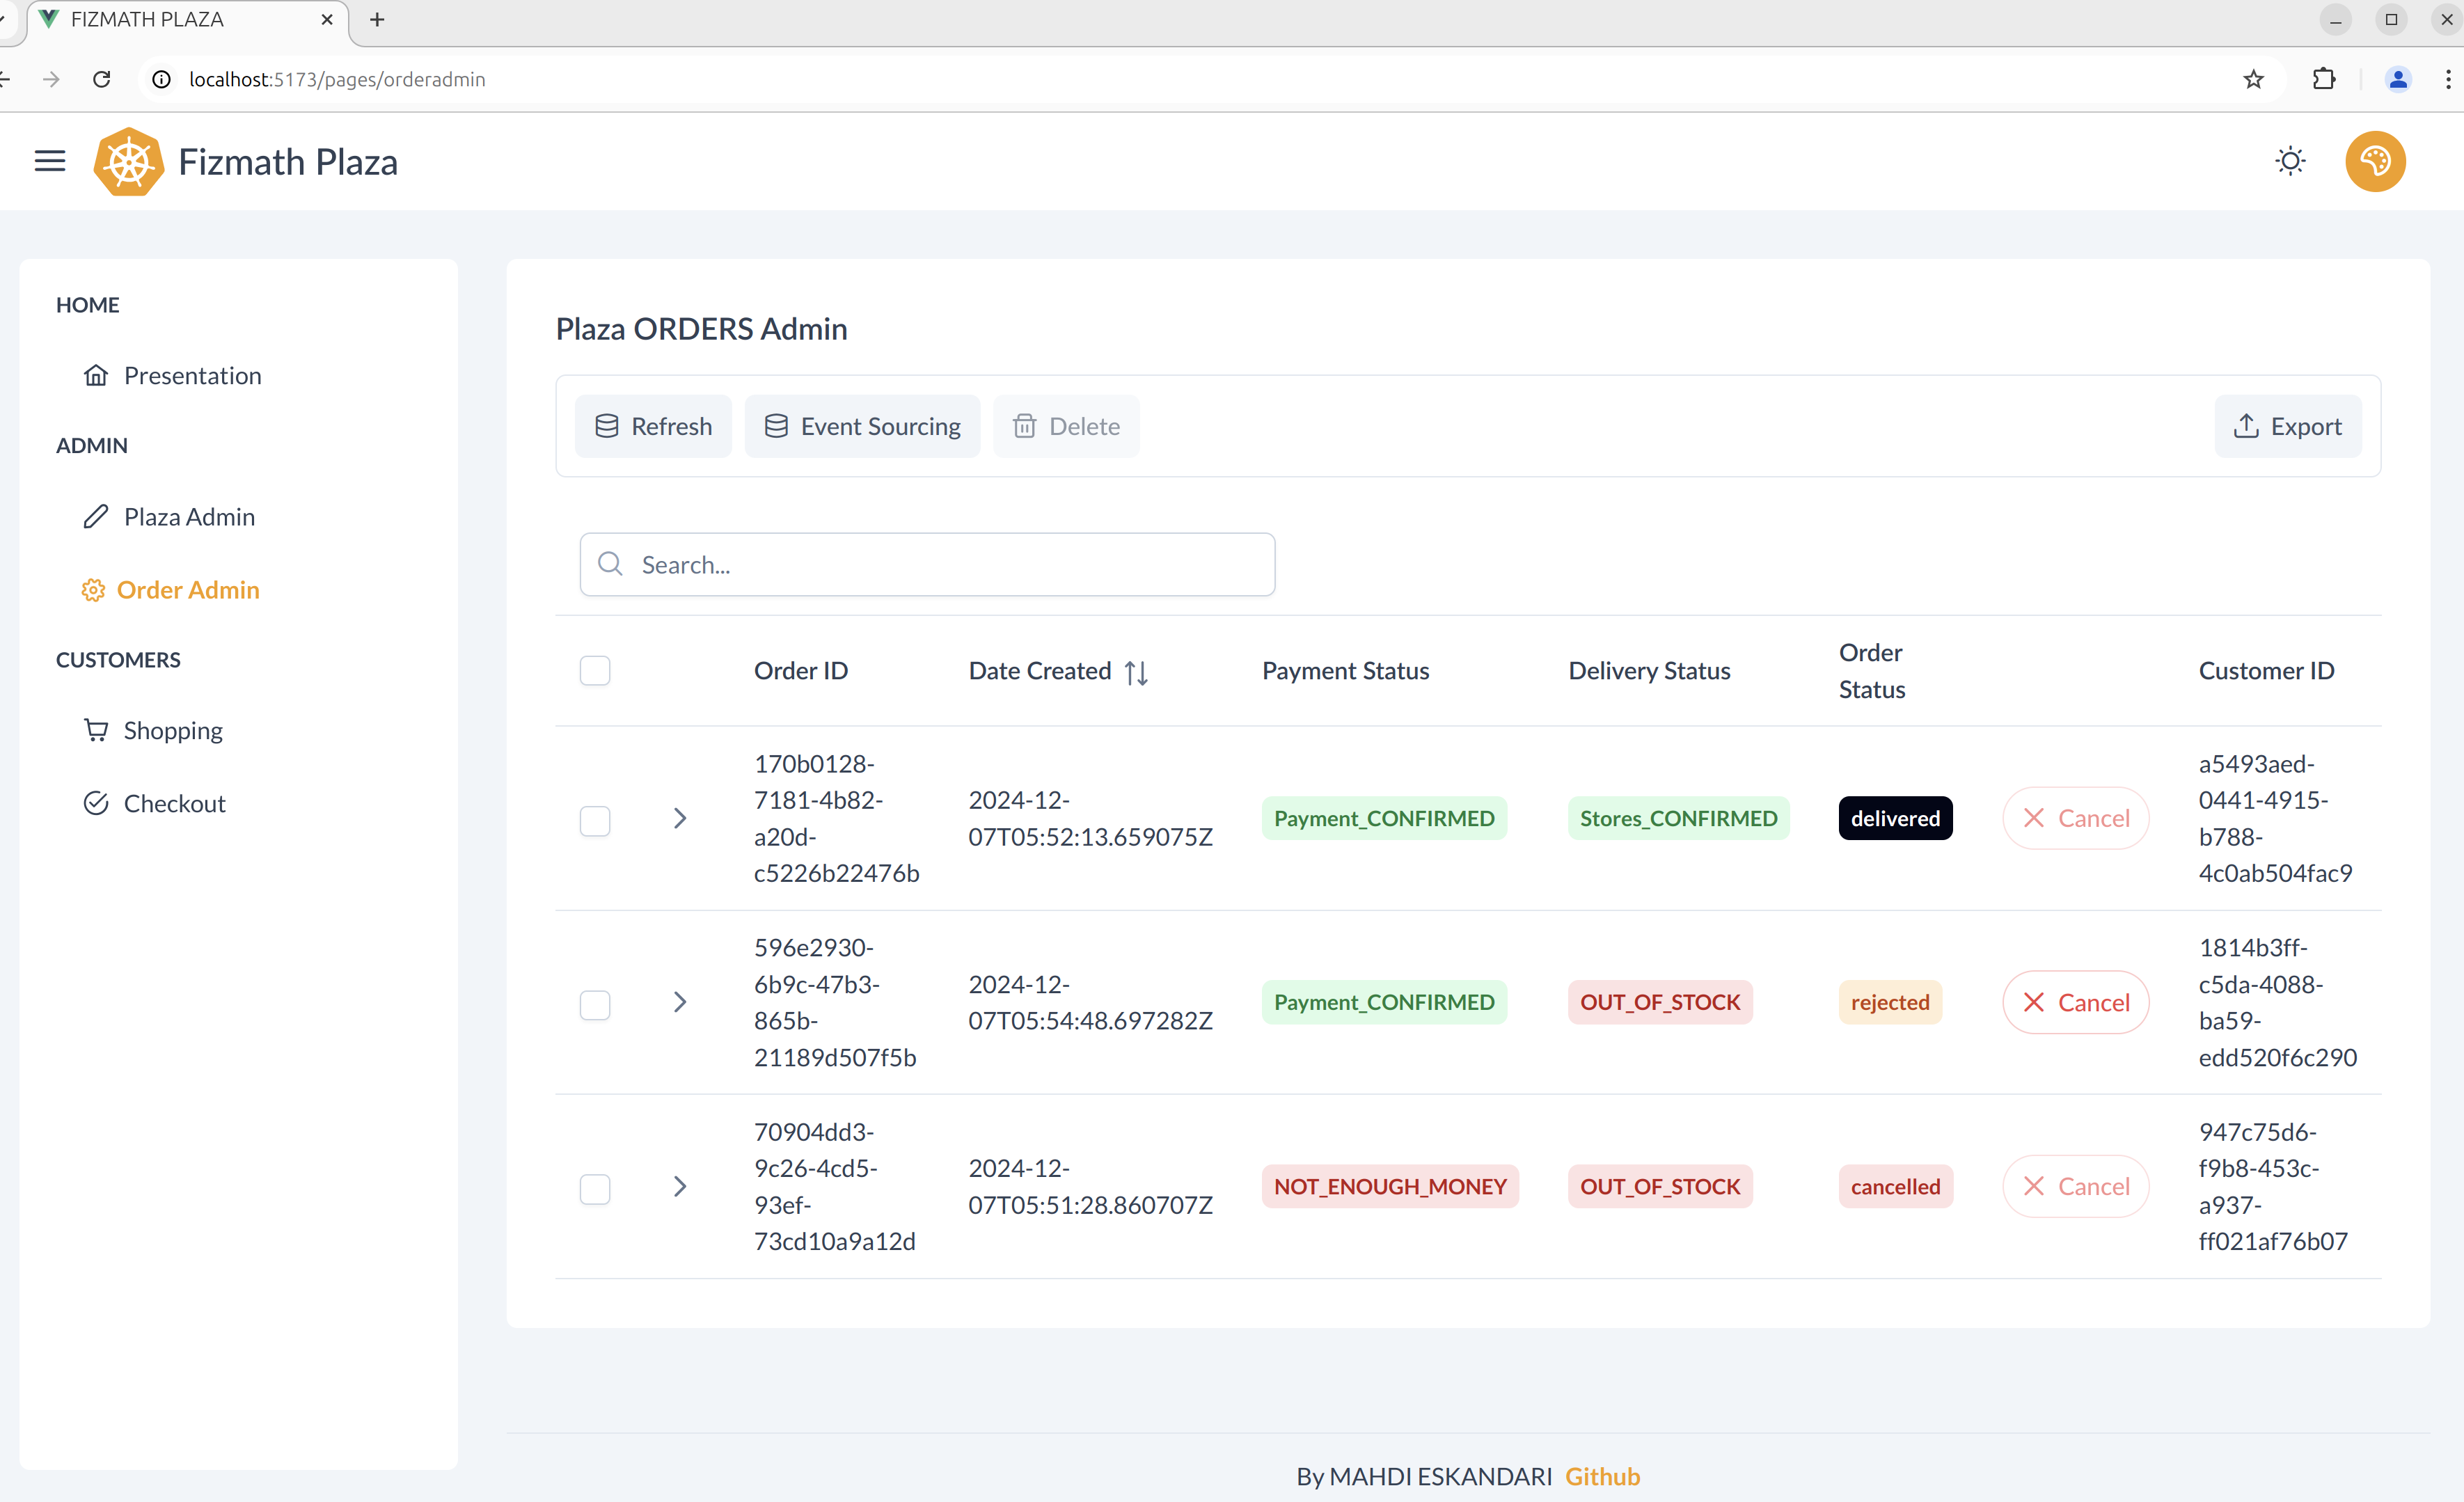 FIZMATH PLAZA
localhost:5173/pages/orderadmin
Fizmath Plaza
HOME
Presentation
ADMIN
Plaza Admin
Order Admin
CUSTOMERS
Shopping
Checkout
Plaza ORDERS Admin
Refresh Event Sourcing Delete Export
Search...
Order ID Date Created Payment Status Delivery Status Order Status Customer ID
170b0128-
7181-4b82-
a20d-
c5226b22476b
2024-12-
07T05:52:13.659075Z
Payment_CONFIRMED
Stores_CONFIRMED
delivered
Cancel
a5493aed-
0441-4915-
b788-
4c0ab504fac9
596e2930-
6b9c-47b3-
865b-
21189d507f5b
2024-12-
07T05:54:48.697282Z
Payment_CONFIRMED
OUT_OF_STOCK
rejected
Cancel
1814b3ff-
c5da-4088-
ba59-
edd520f6c290
70904dd3-
9c26-4cd5-
93ef-
73cd10a9a12d
2024-12-
07T05:51:28.860707Z
NOT_ENOUGH_MONEY
OUT_OF_STOCK
cancelled
Cancel
947c75d6-
f9b8-453c-
a937-
ff021af76b07
By MAHDI ESKANDARI Github